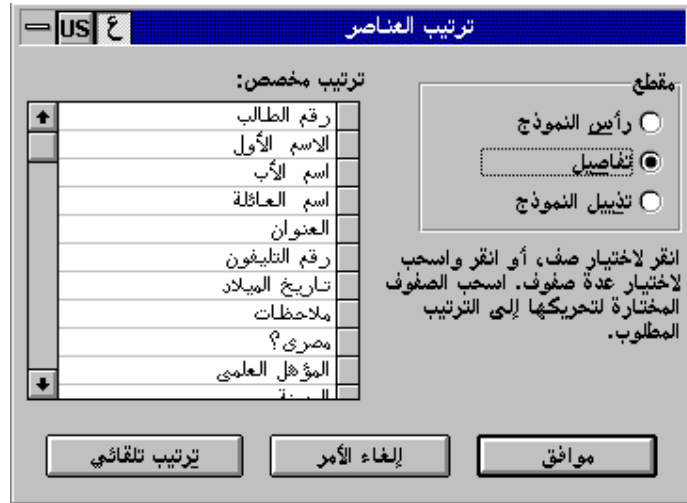 ترتيب العناصر
ع
US
مقطع
رأس النموذج
تفاصيل
تذييل النموذج
انقر لاختيار صف، أو انقر واسحب
لاختيار عدة صفوف. اسحب الصفوف
المختارة لتحريكها إلى الترتيب
المطلوب.
ترتيب مخصص:
رقم الطالب
الاسم الأول
اسم الأب
اسم العائلة
العنوان
رقم التليفون
تاريخ الميلاد
ملاحظات
مصرى؟
المؤهل العلمى
موافق
إلغاء الأمر
ترتيب تلقائي